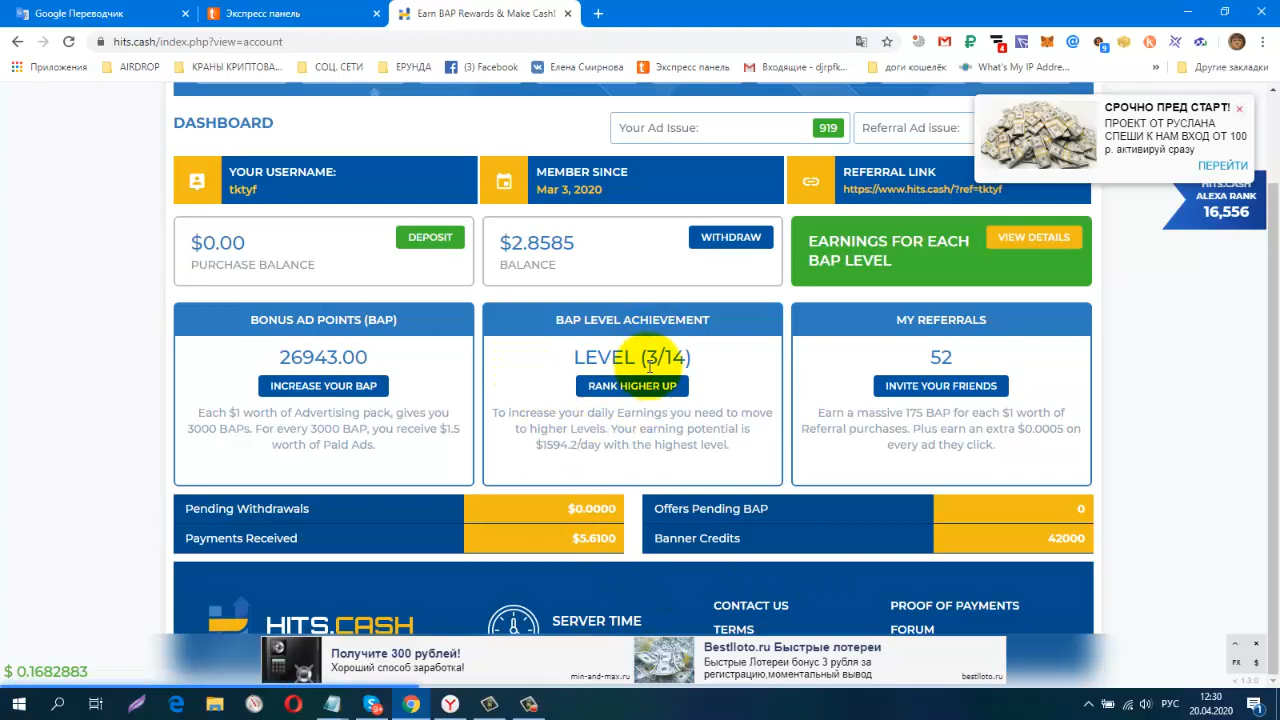 Google Переводчик
Экспресс панель
Earn BAP Rewards & Make Cash!
hits.cash/index.php?view=account
4
9
Приложения
AIRDROP
КРАНЫ КРИПТОВА...
СОЦ. СЕТИ
ЕРУНДА
(3) Facebook
Елена Смирнова
Экспресс панель
Входящие - djrpfk...
доги кошелёк
What's My IP Addre...
»
Другие закладки
DASHBOARD
Your Ad Issue:
919
Referral Ad issue:
СРОЧНО ПРЕД СТАРТ!
ПРОЕКТ ОТ РУСЛАНА
СПЕШИ К НАМ ВХОД ОТ 100
р. активируй сразу
ПЕРЕЙТИ
YOUR USERNAME:
tktyf
MEMBER SINCE
Mar 3, 2020
REFERRAL LINK
https://www.hits.cash/?ref=tktyf
HITS.CASH
ALEXA RANK
16,556
$0.00
DEPOSIT
PURCHASE BALANCE
$2.8585
WITHDRAW
BALANCE
EARNINGS FOR EACH
BAP LEVEL
VIEW DETAILS
BONUS AD POINTS (BAP)
26943.00
INCREASE YOUR BAP
Each $1 worth of Advertising pack, gives you
3000 BAPs. For every 3000 BAP, you receive $1.5
worth of Paid Ads.
BAP LEVEL ACHIEVEMENT
LEVEL (3/14)
RANK HIGHER UP
To increase your daily Earnings you need to move
to higher Levels. Your earning potential is
$1594.2/day with the highest level.
MY REFERRALS
52
INVITE YOUR FRIENDS
Earn a massive 175 BAP for each $1 worth of
Referral purchases. Plus earn an extra $0.0005 on
every ad they click.
Pending Withdrawals
$0.0000
Payments Received
$5.6100
Offers Pending BAP
0
Banner Credits
42000
HITS.CASH
SERVER TIME
CONTACT US
TERMS
PROOF OF PAYMENTS
FORUM
Получите 300 рублей!
Хороший способ заработка!
min-and-max.ru
Bestlloto.ru Быстрые лотереи
Быстрые Лотереи бонус 3 рубля за
регистрацию,моментальный вывод
bestlloto.ru
$ 0.1682883
РХ
$
v. 1.3.0
РУС
12:30
20.04.2020